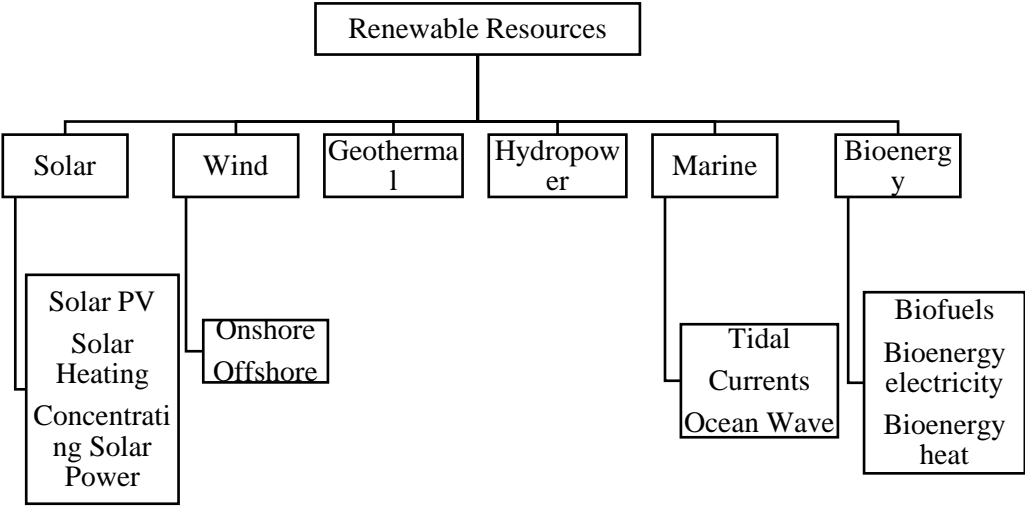 Renewable Resources
Solar
Wind
Geotherma
l
Hydropow
er
Marine
Bioenerg
y
Solar PV
Solar
Heating
Concentrati
ng Solar
Power
Onshore
Offshore
Tidal
Currents
Ocean Wave
Biofuels
Bioenergy
electricity
Bioenergy
heat